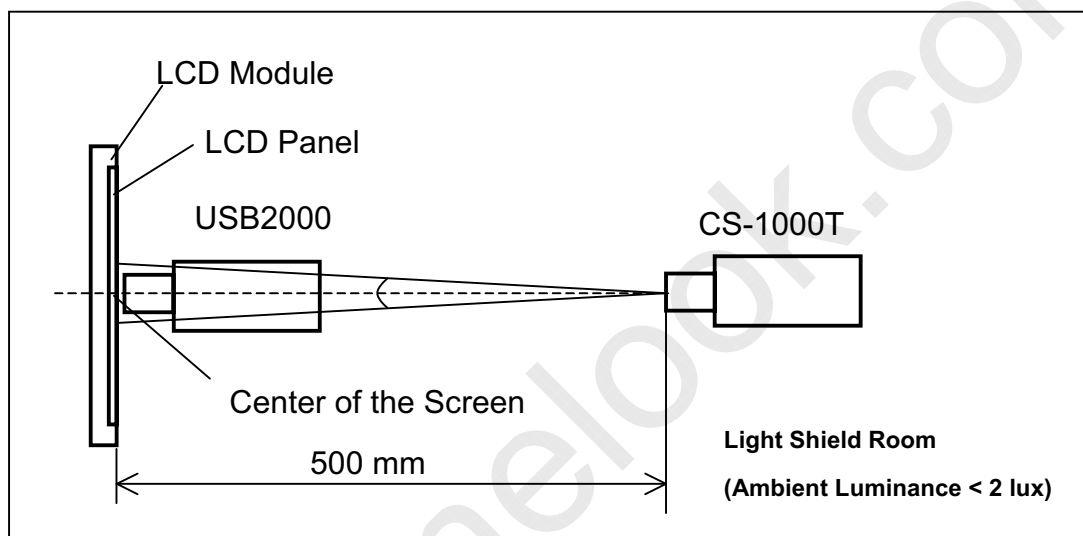 LCD Module
LCD Panel
USB2000
CS-1000T
Center of the Screen
500 mm
Light Shield Room
(Ambient Luminance < 2 lux)